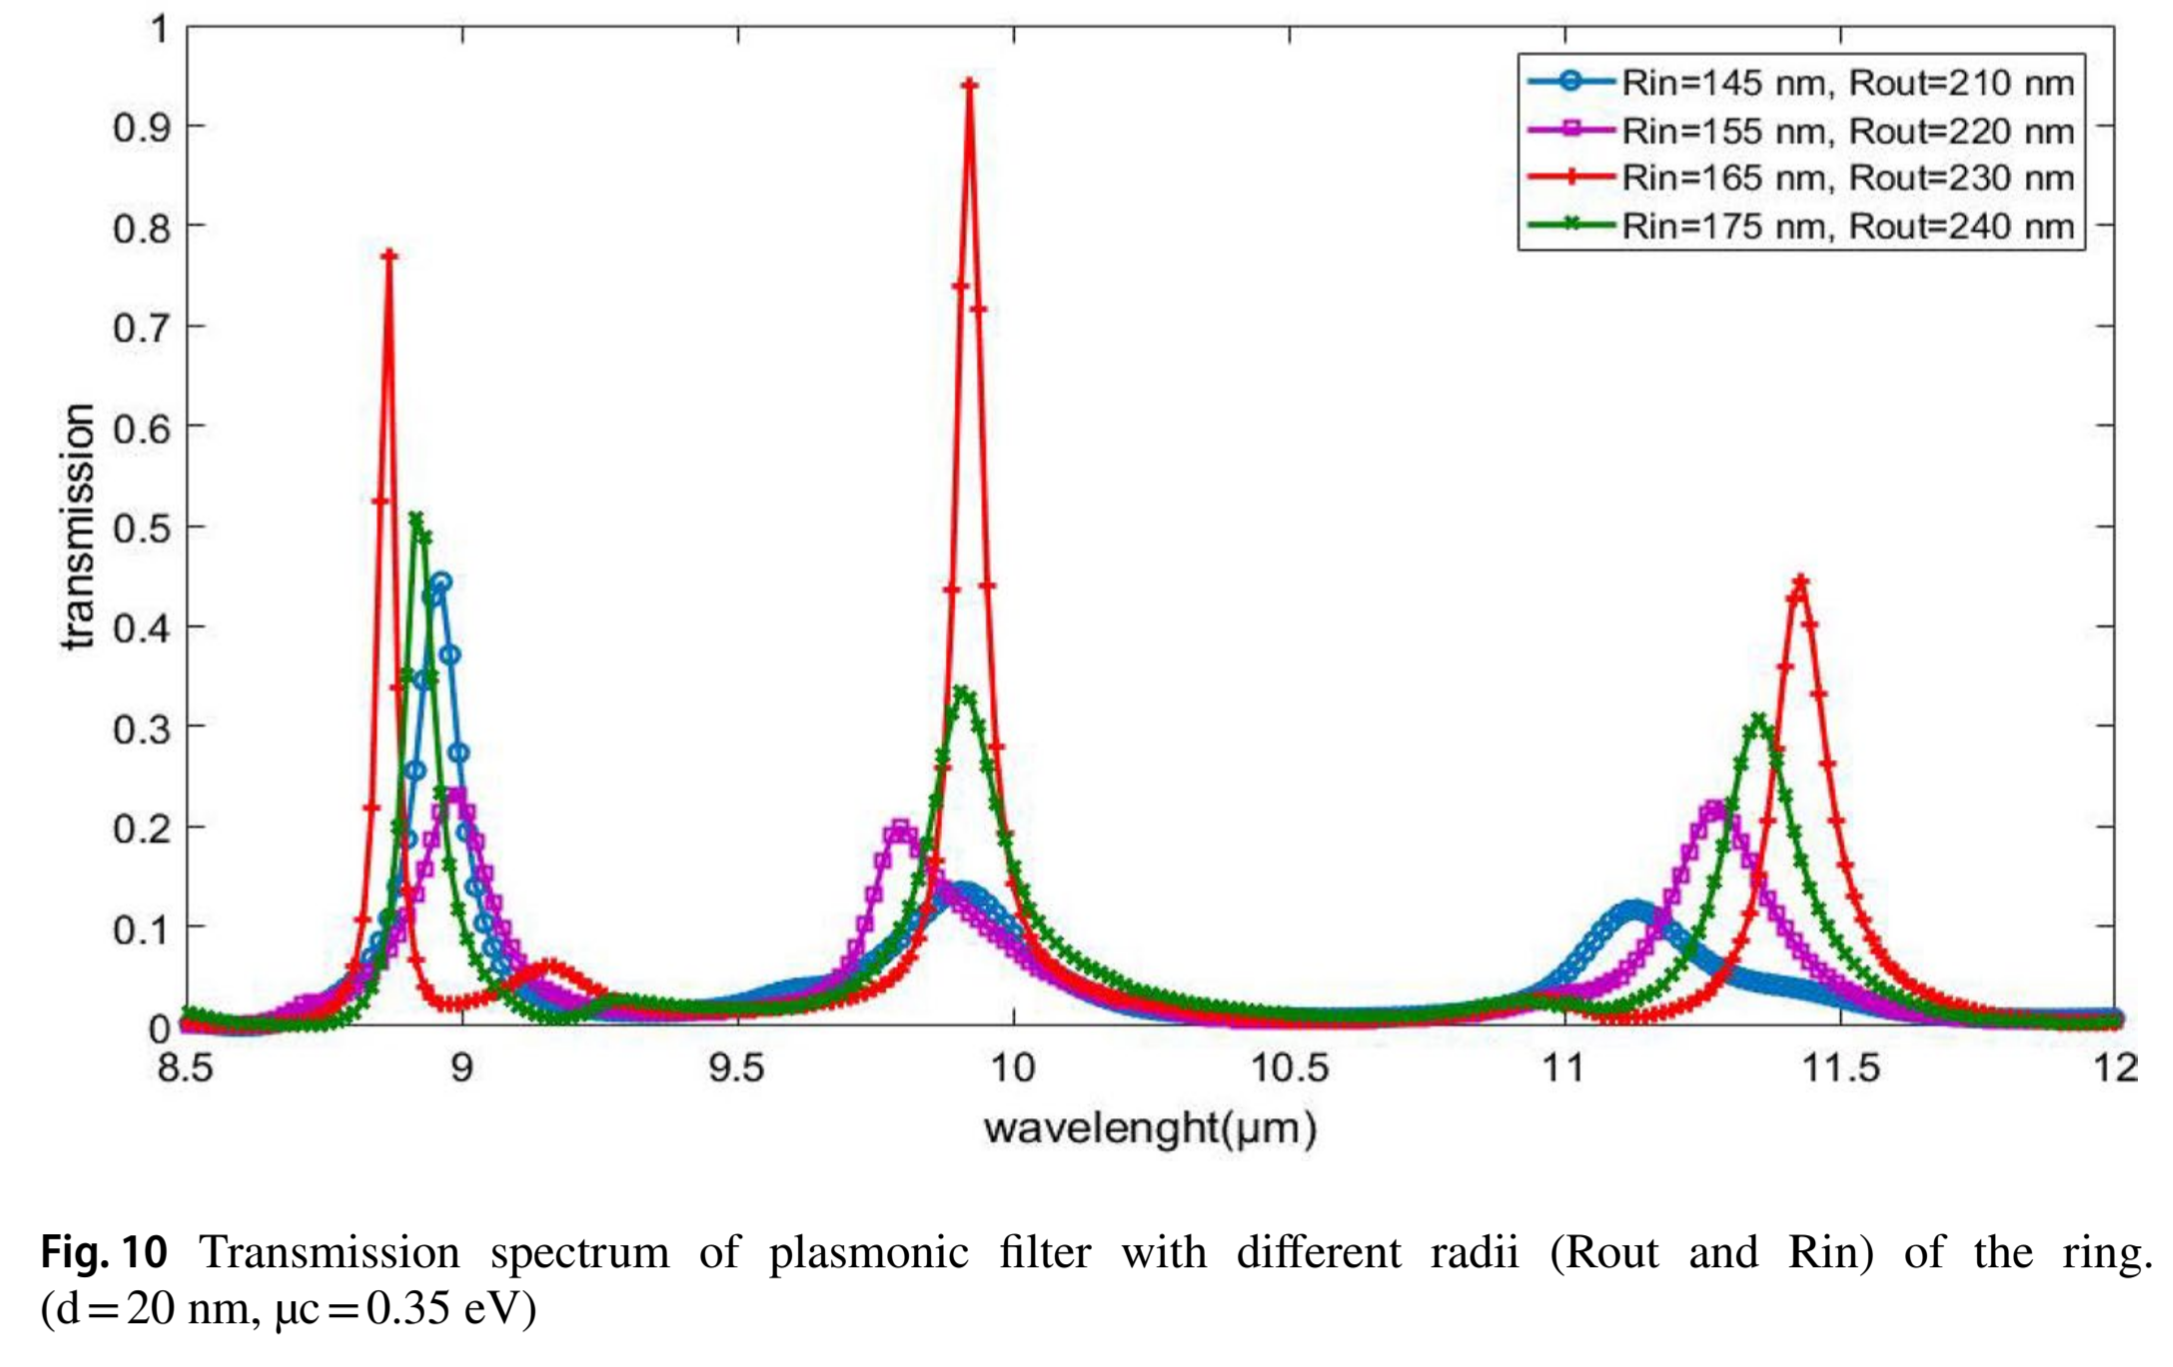 1
0.9
0.8
0.7
0.6
0.5
0.4
0.3
0.2
0.1
0
transmission
Rin=145 nm, Rout=210 nm
Rin=155 nm, Rout=220 nm
Rin=165 nm, Rout=230 nm
Rin=175 nm, Rout=240 nm
8.5 9 9.5 10 10.5 11 11.5 12
wavelenght(μm)
Fig. 10 Transmission spectrum of plasmonic filter with different radii (Rout and Rin) of the ring.
(d = 20 nm, μc = 0.35 eV)